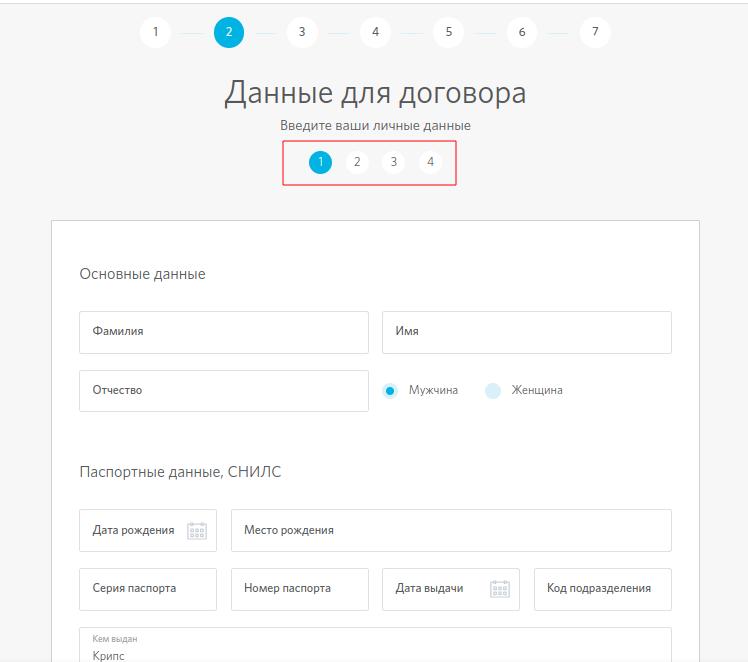 1 2 3 4 5 6 7
Данные для договора
Введите ваши личные данные
1 2 3 4
Основные данные
Фамилия Имя
Отчество Мужчина Женщина
Паспортные данные, СНИЛС
Дата рождения Место рождения
Серия паспорта Номер паспорта Дата выдачи Код подразделения
Кем выдан
Крипс